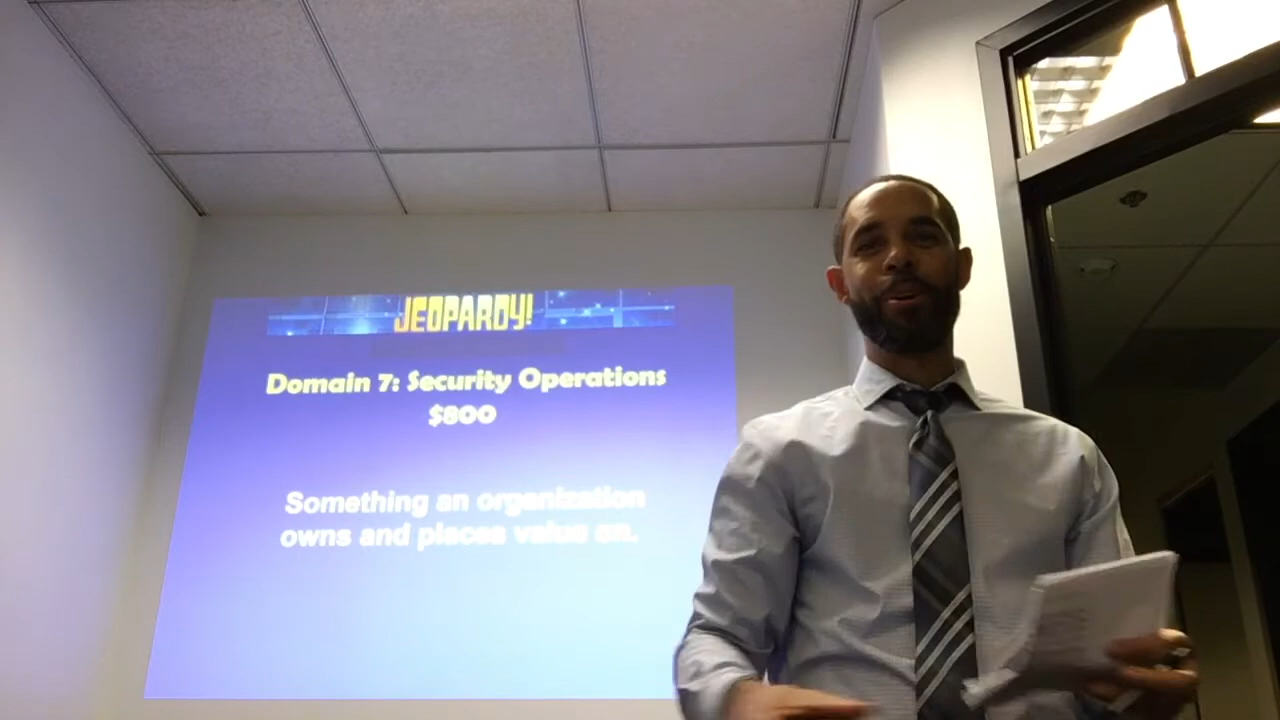 JEOPARDY!
Domain 7: Security Operations
$800
Something an organization
owns and places value on.